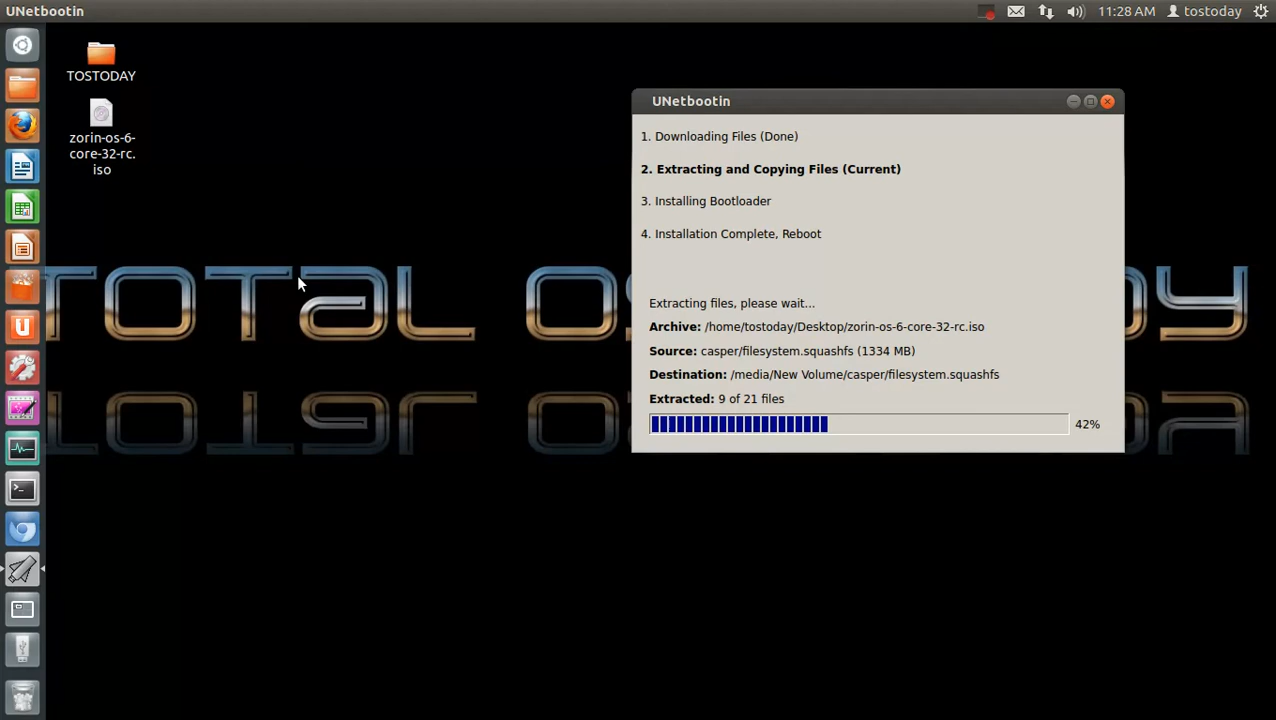 UNetbootin
11:28 AM
tostoday
TOSTODAY
zorin-os-6-
core-32-rc.
iso
UNetbootin
1. Downloading Files (Done)
2. Extracting and Copying Files (Current)
3. Installing Bootloader
4. Installation Complete, Reboot
Extracting files, please wait...
Archive: /home/tostoday/Desktop/zorin-os-6-core-32-rc.iso
Source: casper/filesystem.squashfs (1334 MB)
Destination: /media/New Volume/casper/filesystem.squashfs
Extracted: 9 of 21 files
42%
TOTaL